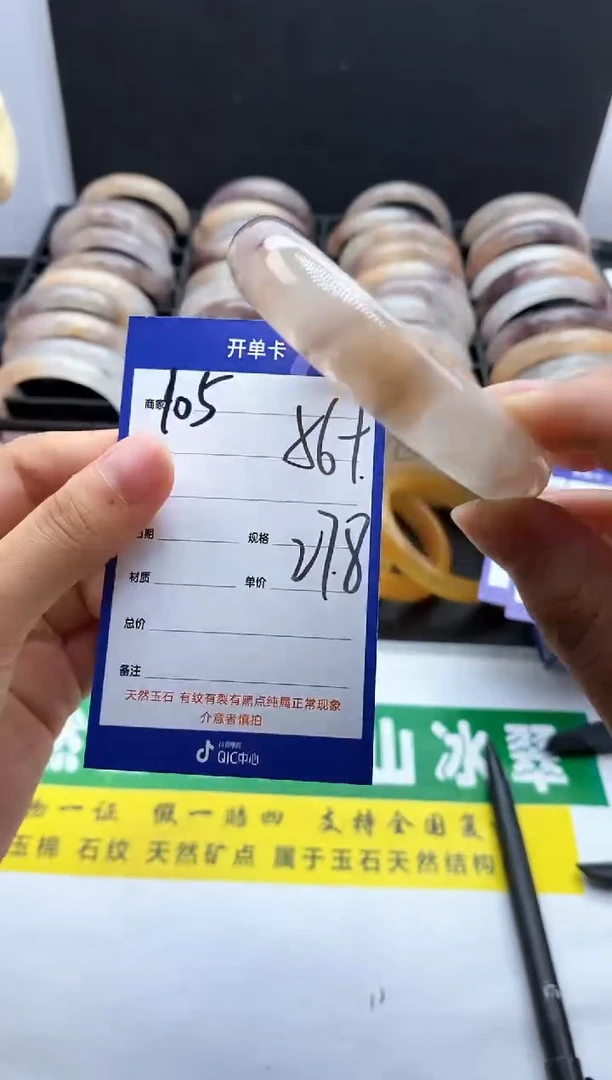 开单卡
商家 105
867
期 规格
27.8
材质 单价
总价
备注
天然玉石 有纹有裂有黑点纯属正常现象
介意者慎拍
QIC中心
山 冰 翠
一证 假一赔四 支持全国复
玉棉 石纹 天然矿点 属于玉石天然结构